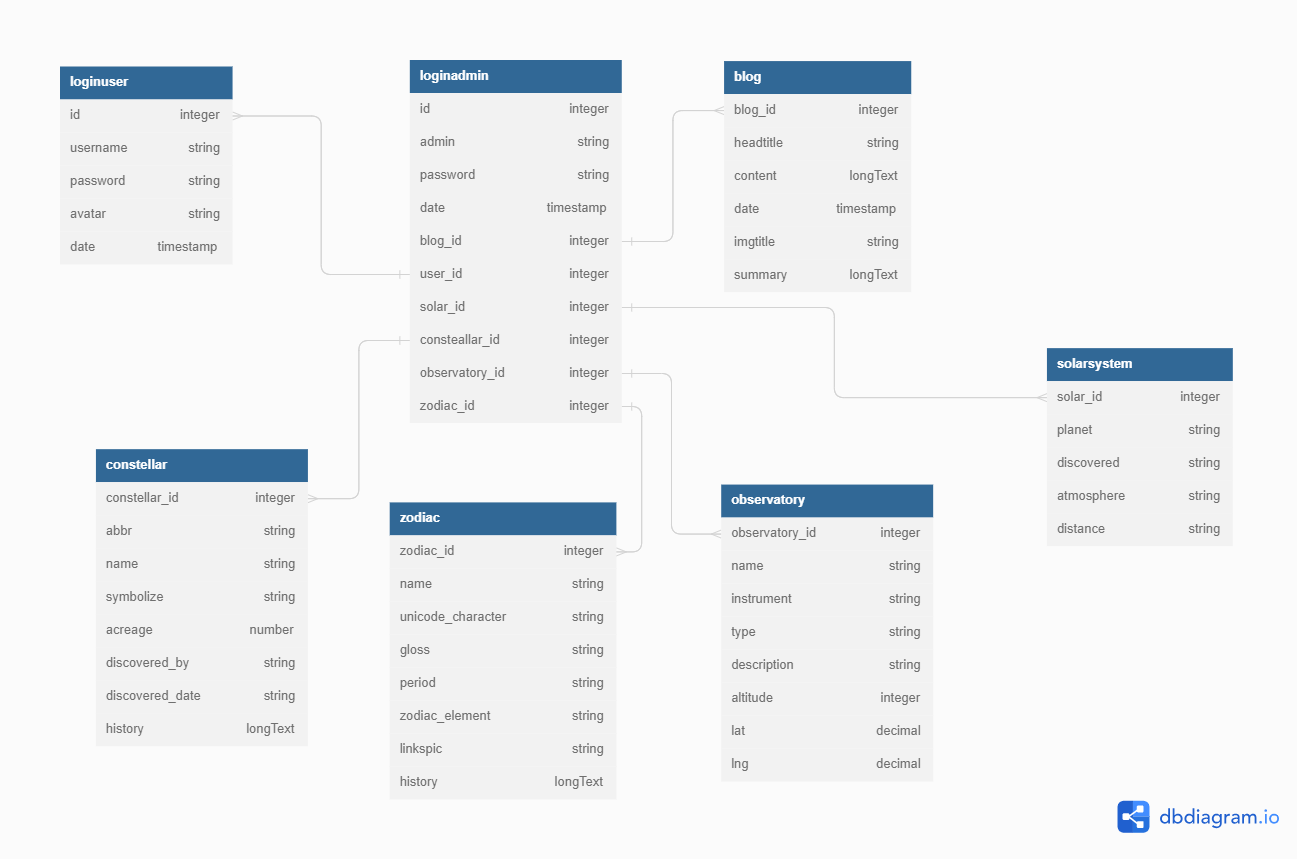 loginuser
id integer
username string
password string
avatar string
date timestamp
loginadmin
id integer
admin string
password string
date timestamp
blog_id integer
user_id integer
solar_id integer
consteallar_id integer
observatory_id integer
zodiac_id integer
blog
blog_id integer
headtitle string
content longText
date timestamp
imgtitle string
summary longText
solarsystem
solar_id integer
planet string
discovered string
atmosphere string
distance string
constellar
constellar_id integer
abbr string
name string
symbolize string
acreage number
discovered_by string
discovered_date string
history longText
zodiac
zodiac_id integer
name string
unicode_character string
gloss string
period string
zodiac_element string
linkspic string
history longText
observatory
observatory_id integer
name string
instrument string
type string
description string
altitude integer
lat decimal
lng decimal
dbdiagram.io